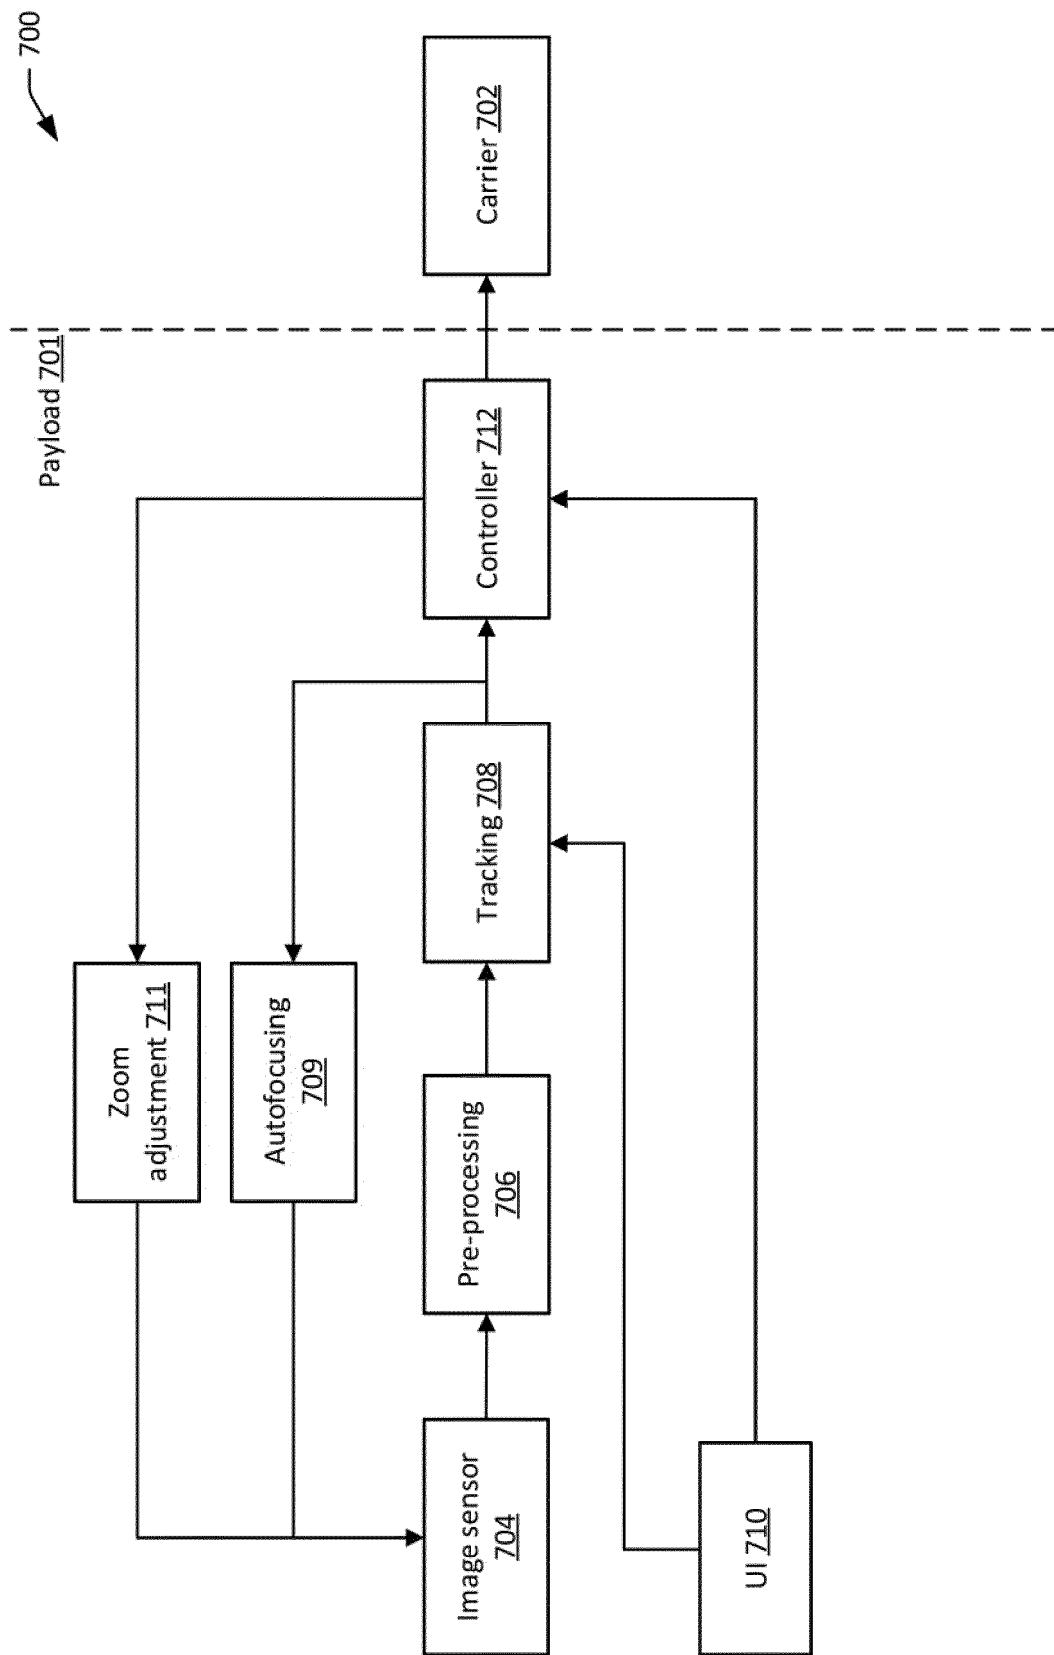 700
Payload 701
Zoom
adjustment 711
Autofocusing
709
Image sensor
704
Pre-processing
706
Tracking 708
Controller 712
Carrier 702
UI 710